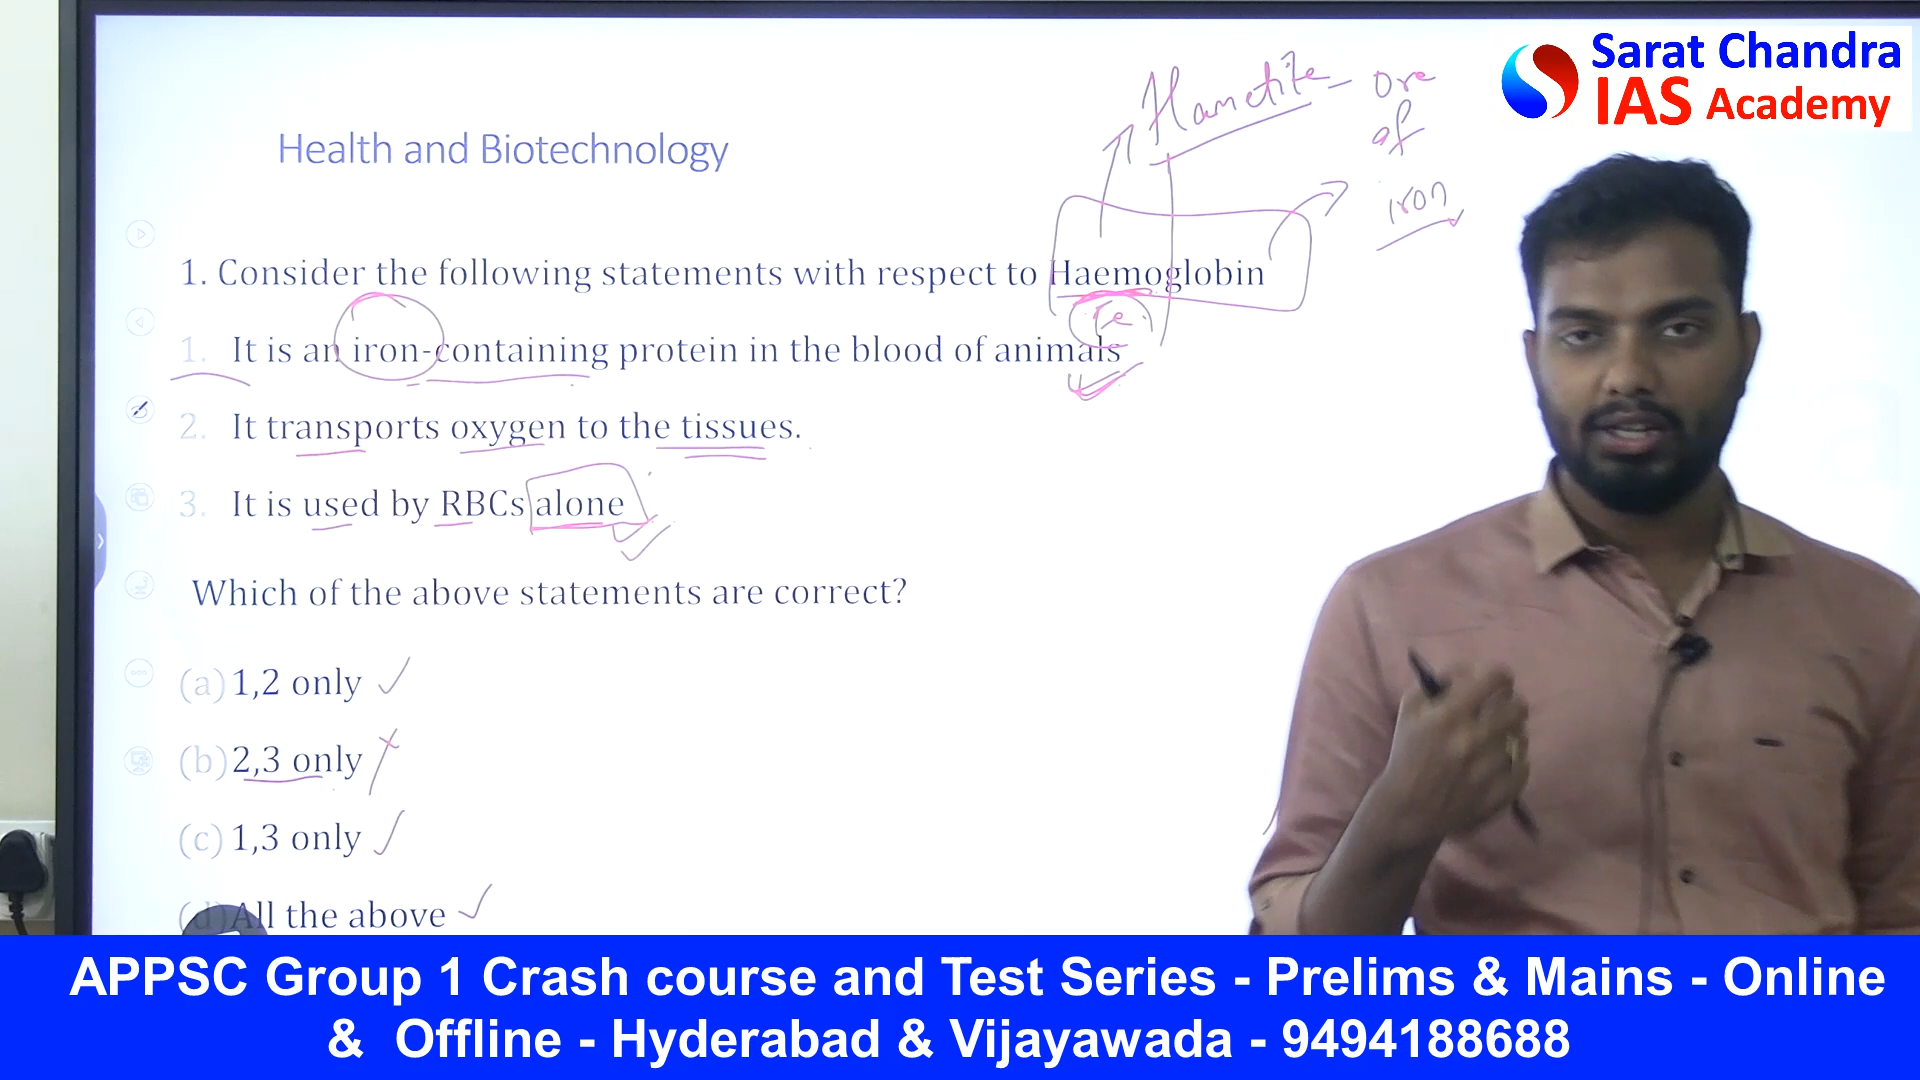 Sarat Chandra
IAS Academy
Hametite - ore
of
iron
Health and Biotechnology
1. Consider the following statements with respect to Haemoglobin
Fe
1. It is an iron-containing protein in the blood of animals
2. It transports oxygen to the tissues.
3. It is used by RBCs alone
Which of the above statements are correct?
(a) 1,2 only
(b) 2,3 only
(c) 1,3 only
(d) All the above
APPSC Group 1 Crash course and Test Series - Prelims & Mains - Online
& Offline - Hyderabad & Vijayawada - 9494188688